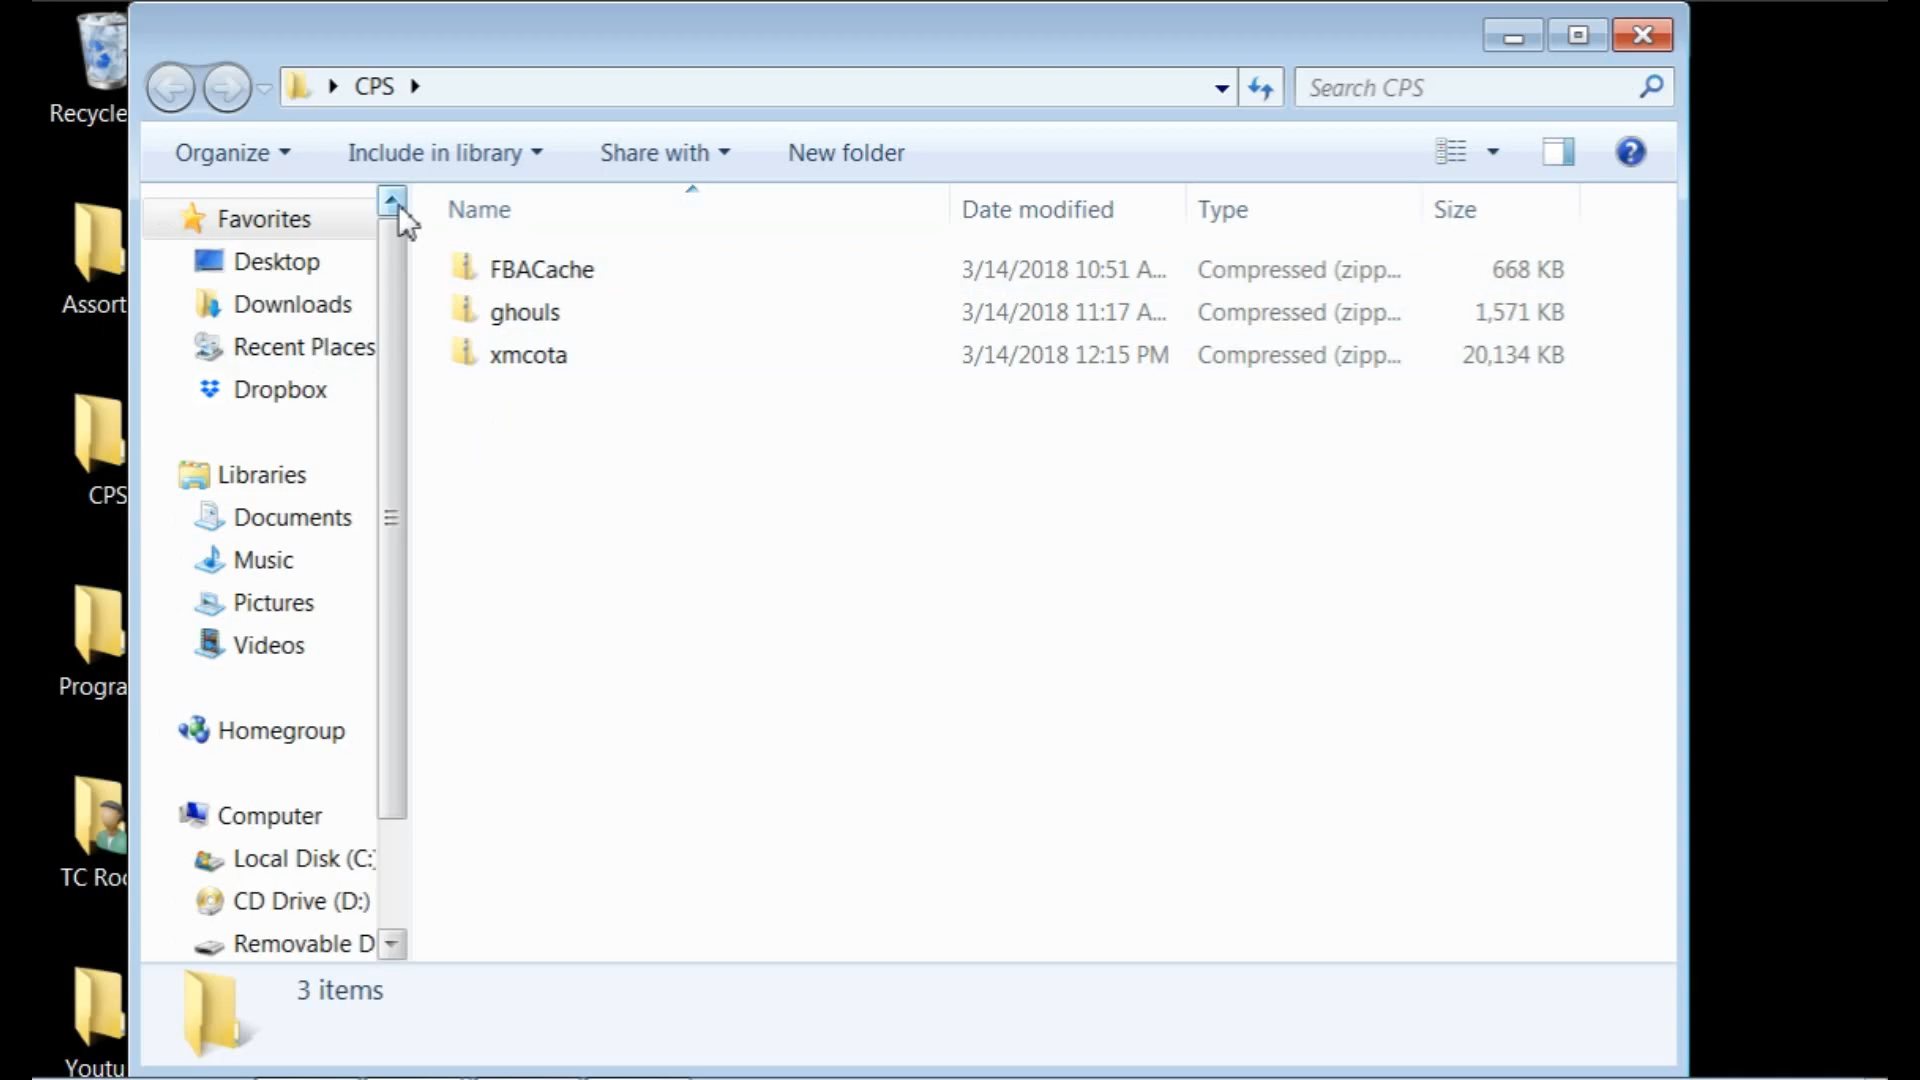 CPS
Search CPS
Organize
Include in library
Share with
New folder
Recycle
Assort
CPS
Progra
TC Roo
Youtu
Favorites
Desktop
Downloads
Recent Places
Dropbox
Libraries
Documents
Music
Pictures
Videos
Homegroup
Computer
Local Disk (C:)
CD Drive (D:)
Removable D
Name Date modified Type Size
FBACache 3/14/2018 10:51 A... Compressed (zipp... 668 KB
ghouls 3/14/2018 11:17 A... Compressed (zipp... 1,571 KB
xmcota 3/14/2018 12:15 PM Compressed (zipp... 20,134 KB
3 items